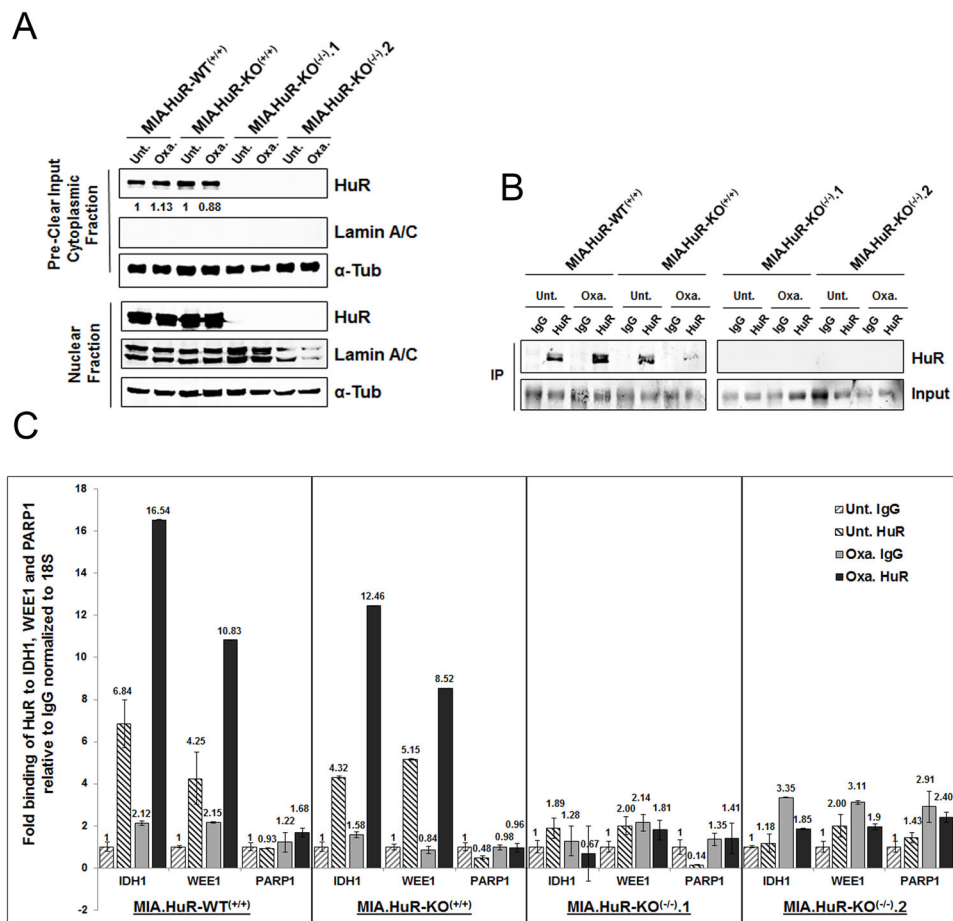 A
MIA.HuR-WT(+/+)
MIA.HuR-KO(+/+)
MIA.HuR-KO(-/-).1
MIA.HuR-KO(-/-).2
Unt. Oxa. Unt. Oxa. Unt. Oxa. Unt. Oxa.
Pre-Clear Input
Cytoplasmic
Fraction
HuR
1 1.13 1 0.88
Lamin A/C
α-Tub
Nuclear
Fraction
HuR
Lamin A/C
α-Tub
B
MIA.HuR-WT(+/+)
MIA.HuR-KO(+/+)
MIA.HuR-KO(-/-).1
MIA.HuR-KO(-/-).2
Unt. Oxa. Unt. Oxa. Unt. Oxa. Unt. Oxa.
IgG HuR IgG HuR IgG HuR IgG HuR IgG HuR IgG HuR IgG HuR IgG HuR
IP
HuR
Input
C
Fold binding of HuR to IDH1, WEE1 and PARP1
relative to IgG normalized to 18S
18
16
14
12
10
8
6
4
2
0
-2
1 6.84 2.12 16.54
1 4.25 2.15 10.83
1 0.93 1.22 1.68
IDH1 WEE1 PARP1
MIA.HuR-WT(+/+)
1 4.32 1.58 12.46
1 5.15 0.84 8.52
1 0.48 0.98 0.96
IDH1 WEE1 PARP1
MIA.HuR-KO(+/+)
1 1.89 1.28 0.67
1 2.00 2.14 1.81
1 0.14 1.35 1.41
IDH1 WEE1 PARP1
MIA.HuR-KO(-/-).1
Unt. IgG
Unt. HuR
Oxa. IgG
Oxa. HuR
1 1.18 3.35 1.85
1 2.00 3.11 1.9
1 1.43 2.91 2.40
IDH1 WEE1 PARP1
MIA.HuR-KO(-/-).2